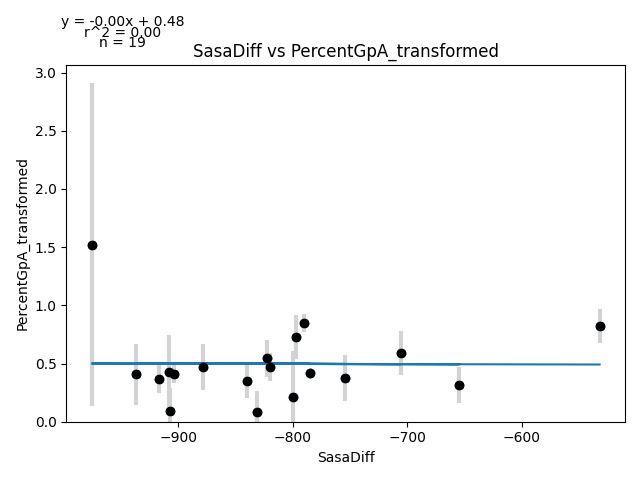 y = -0.00x + 0.48
r^2 = 0.00
n = 19
SasaDiff vs PercentGpA_transformed
PercentGpA_transformed
3.0
2.5
2.0
1.5
1.0
0.5
0.0
−900
−800
−700
−600
SasaDiff